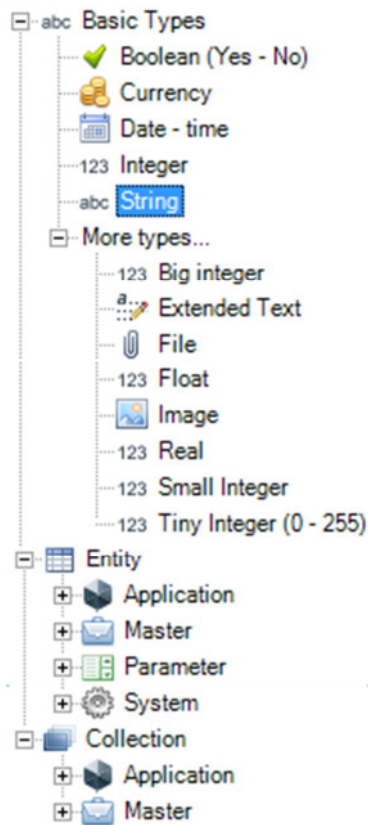 abc Basic Types
Boolean (Yes - No)
Currency
Date - time
123 Integer
abc String
More types...
123 Big integer
a Extended Text
File
123 Float
Image
123 Real
123 Small Integer
123 Tiny Integer (0 - 255)
Entity
Application
Master
Parameter
System
Collection
Application
Master